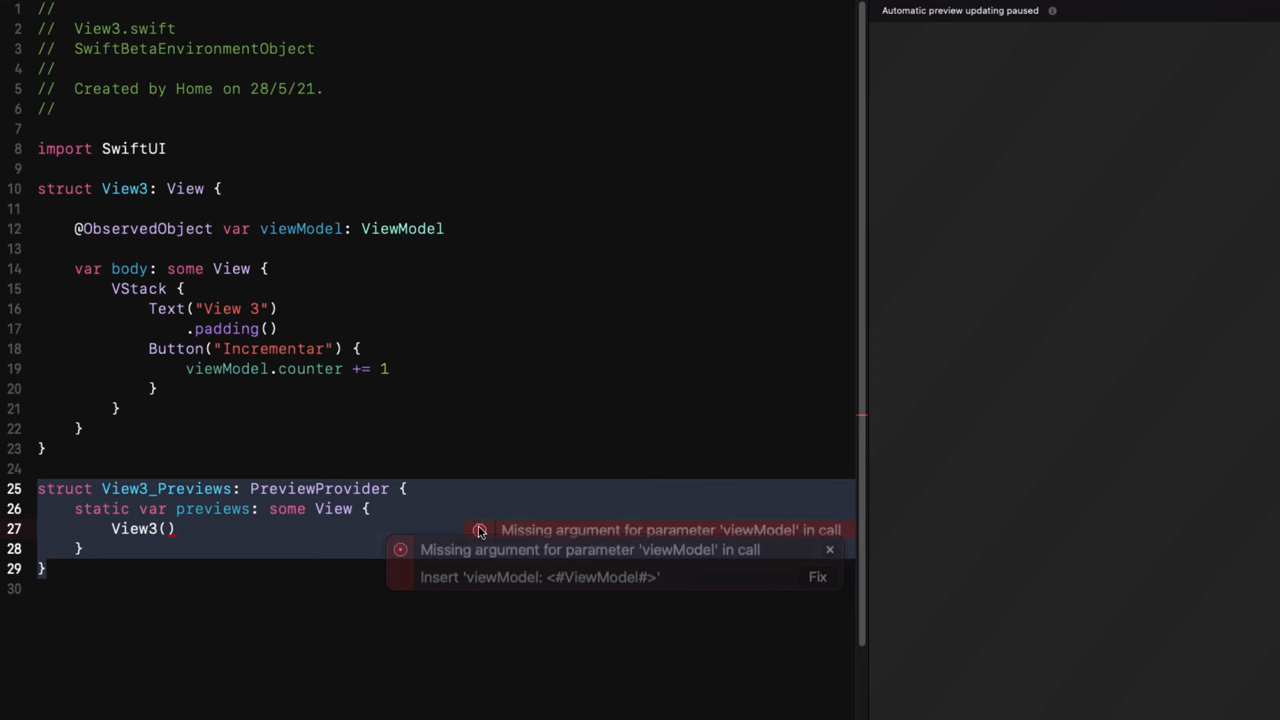 1 //
2 // View3.swift
3 // SwiftBetaEnvironmentObject
4 //
5 // Created by Home on 28/5/21.
6 //
7
8 import SwiftUI
9
10 struct View3: View {
11
12 @ObservedObject var viewModel: ViewModel
13
14 var body: some View {
15 VStack {
16 Text("View 3")
17 .padding()
18 Button("Incrementar") {
19 viewModel.counter += 1
20 }
21 }
22 }
23 }
24
25 struct View3_Previews: PreviewProvider {
26 static var previews: some View {
27 View3() Missing argument for parameter 'viewModel' in call
28 } Missing argument for parameter 'viewModel' in call
29 }
Insert 'viewModel: <#ViewModel#>' Fix
30
Automatic preview updating paused